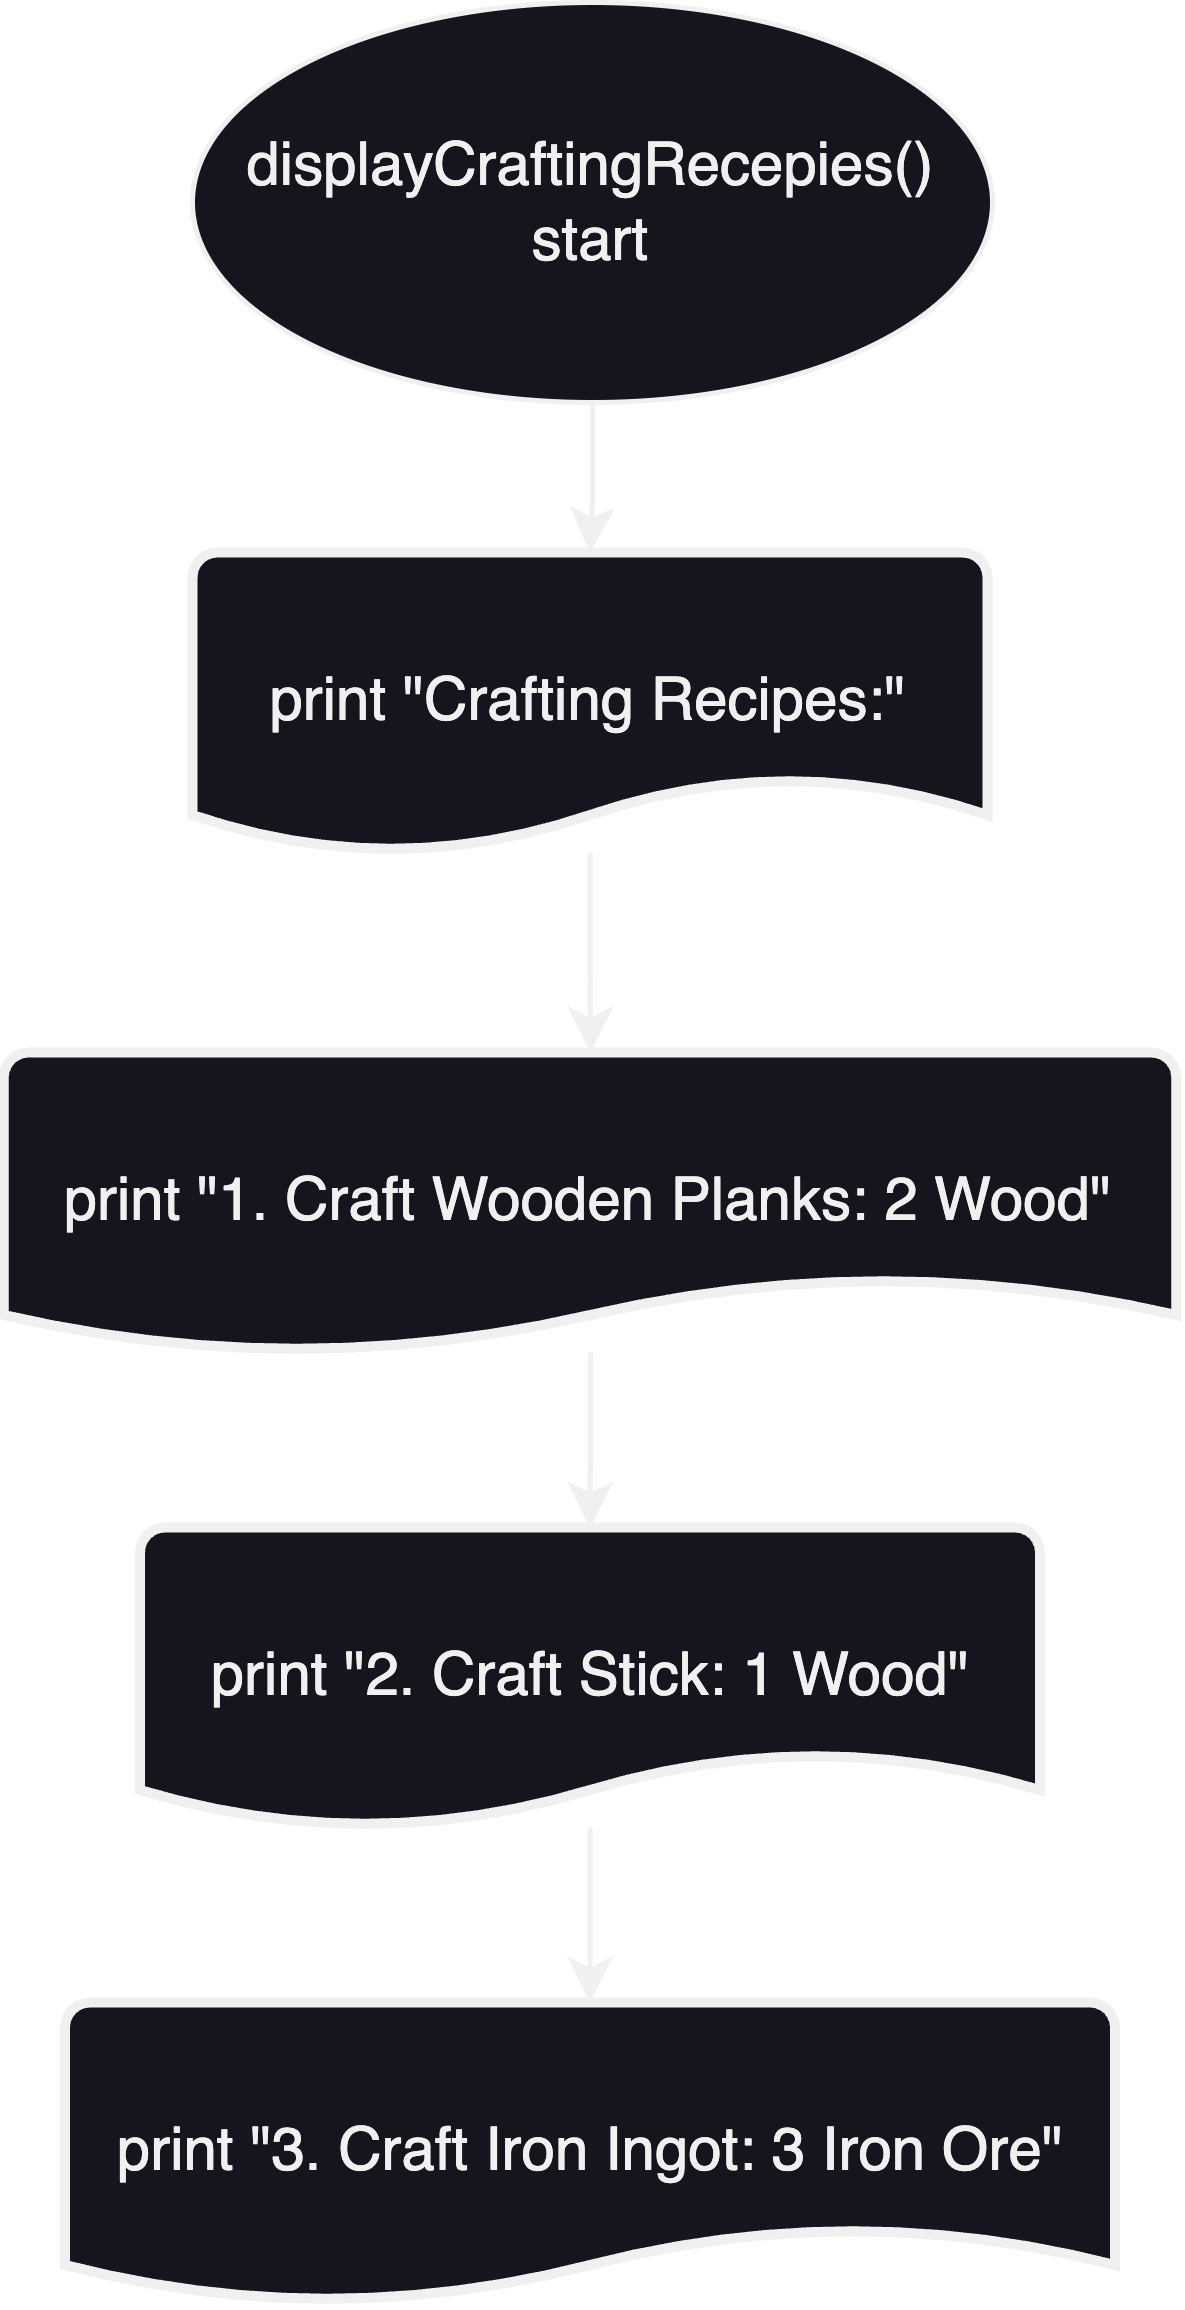 displayCraftingRecepies()
start
print "Crafting Recipes:"
print "1. Craft Wooden Planks: 2 Wood"
print "2. Craft Stick: 1 Wood"
print "3. Craft Iron Ingot: 3 Iron Ore"